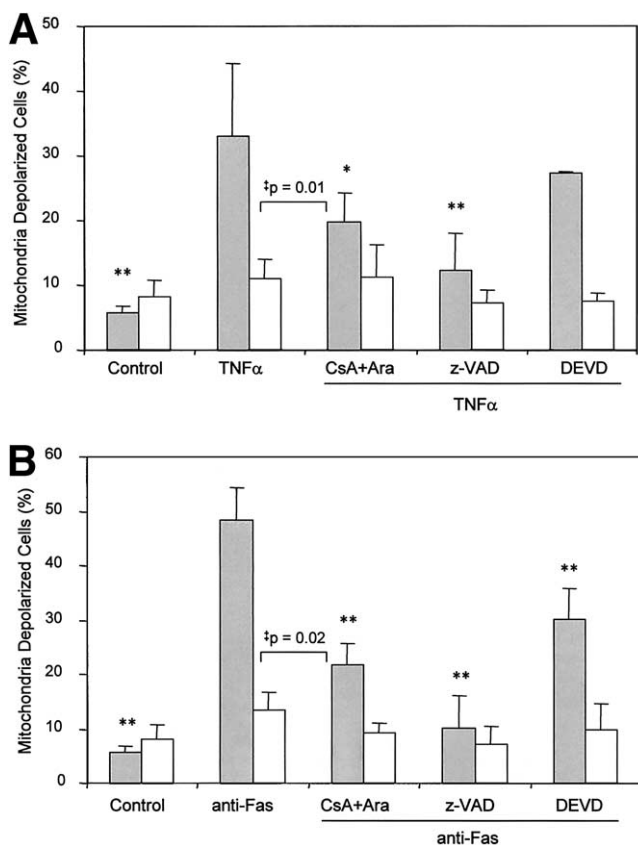 A
Mitochondria Depolarized Cells (%)
50
40
30
20
10
0
**
‡p = 0.01
*
**
Control
TNFα
CsA+Ara
z-VAD
DEVD
TNFα
B
Mitochondria Depolarized Cells (%)
60
50
40
30
20
10
0
**
‡p = 0.02
**
**
**
Control
anti-Fas
CsA+Ara
z-VAD
DEVD
anti-Fas